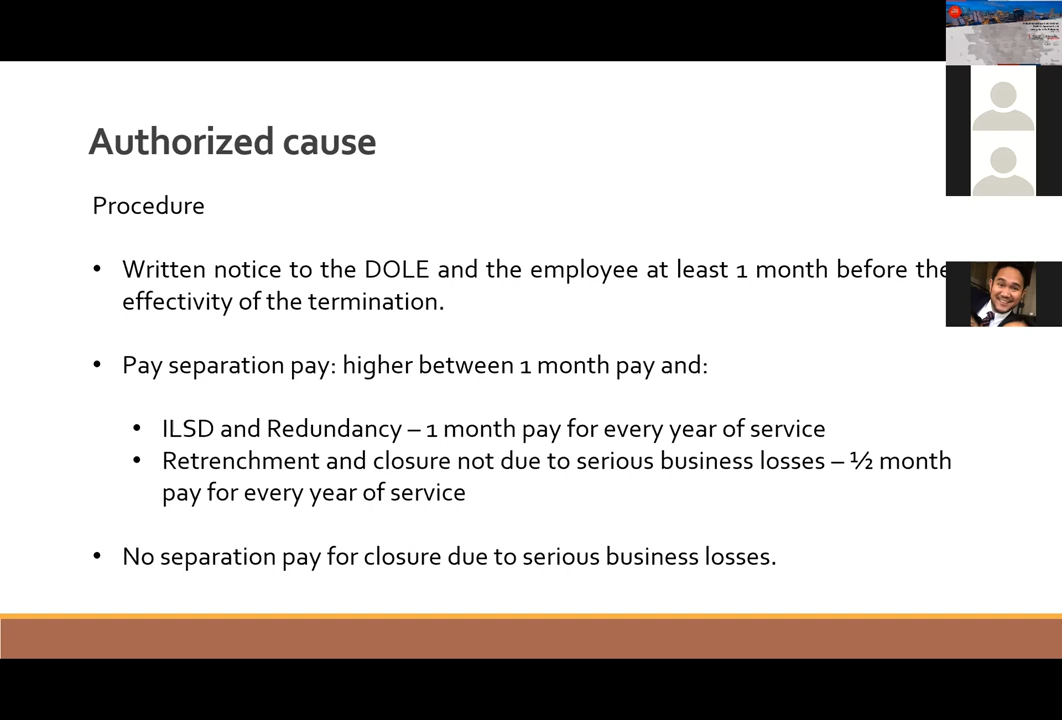 Authorized cause
Procedure
• Written notice to the DOLE and the employee at least 1 month before the
effectivity of the termination.
• Pay separation pay: higher between 1 month pay and:
• ILSD and Redundancy – 1 month pay for every year of service
• Retrenchment and closure not due to serious business losses – ½ month
pay for every year of service
• No separation pay for closure due to serious business losses.